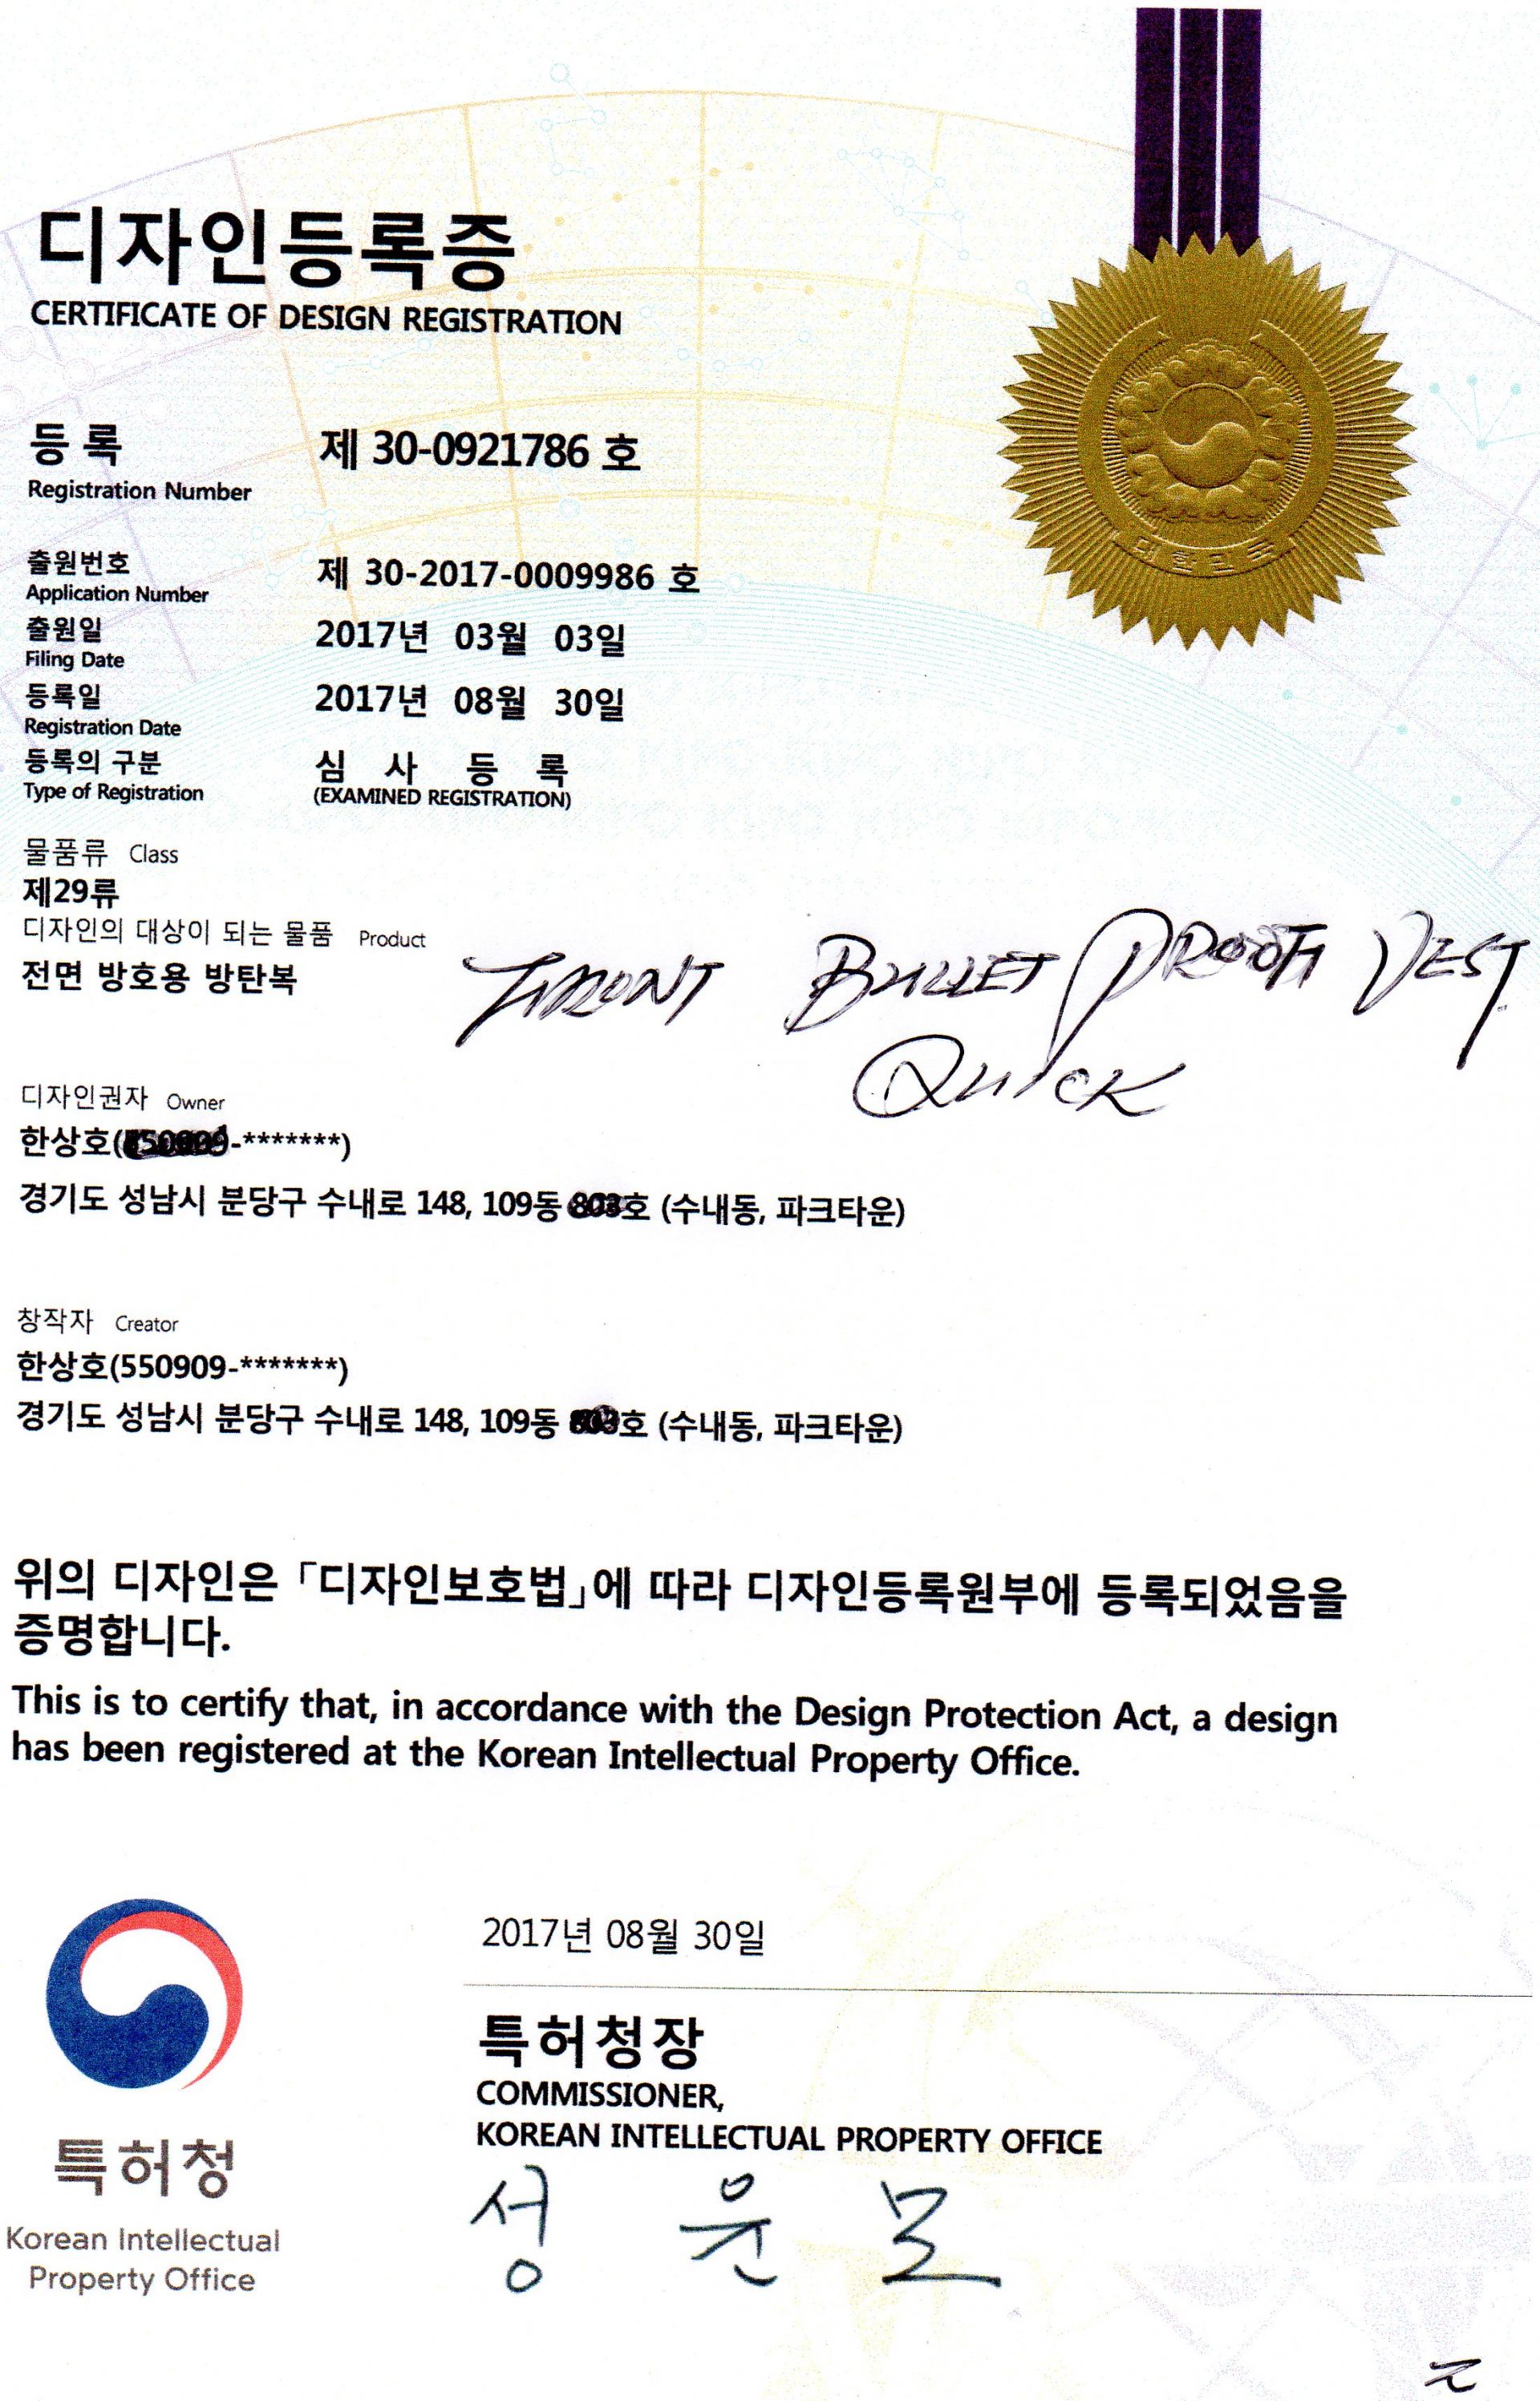 디자인등록증
CERTIFICATE OF DESIGN REGISTRATION
등 록 제 30-0921786 호
Registration Number
출원번호 제 30-2017-0009986 호
Application Number
출원일 2017년 03월 03일
Filing Date
등록일 2017년 08월 30일
Registration Date
등록의 구분 심 사 등 록
Type of Registration (EXAMINED REGISTRATION)
대한민국
물품류 Class
제29류
디자인의 대상이 되는 물품 Product
전면 방호용 방탄복
FRONT BULLET PROOF VEST
QUICK
디자인권자 Owner
한상호( -*******)
경기도 성남시 분당구 수내로 148, 109동 호 (수내동, 파크타운)
창작자 Creator
한상호(550909-*******)
경기도 성남시 분당구 수내로 148, 109동 호 (수내동, 파크타운)
위의 디자인은 「디자인보호법」에 따라 디자인등록원부에 등록되었음을
증명합니다.
This is to certify that, in accordance with the Design Protection Act, a design
has been registered at the Korean Intellectual Property Office.
2017년 08월 30일
특허청장
COMMISSIONER,
KOREAN INTELLECTUAL PROPERTY OFFICE
성 윤 모
특허청
Korean Intellectual
Property Office